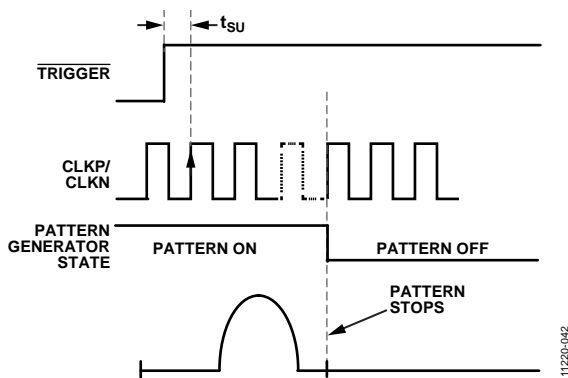 tSU
TRIGGER
CLKP/
CLKN
PATTERN
GENERATOR
STATE
PATTERN ON
PATTERN OFF
PATTERN
STOPS
11220-042